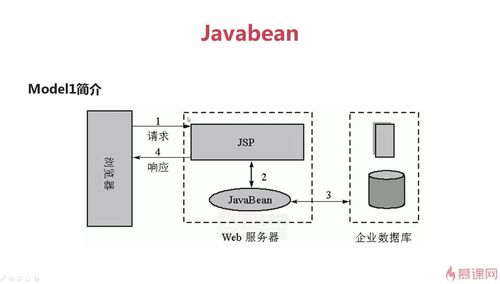 Javabean
Model1简介
浏览器
1
请求
4
响应
JSP
2
JavaBean
3
Web 服务器
企业数据库
慕课网